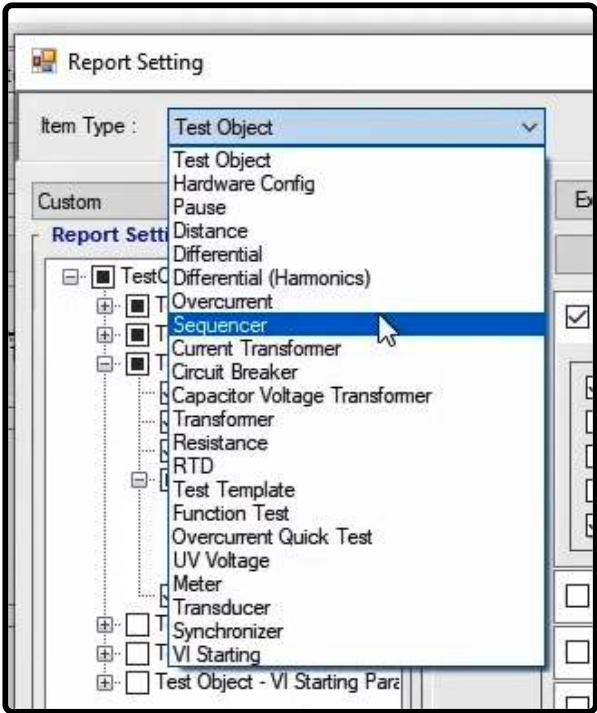 Report Setting
Item Type :
Test Object
Test Object
Hardware Config
Pause
Distance
Differential
Differential (Harmonics)
Overcurrent
Sequencer
Current Transformer
Circuit Breaker
Capacitor Voltage Transformer
Transformer
Resistance
RTD
Test Template
Function Test
Overcurrent Quick Test
UV Voltage
Meter
Transducer
Synchronizer
VI Starting
Custom
Report Setti
TestC
T
T
T
T
T
Test Object - VI Starting Para